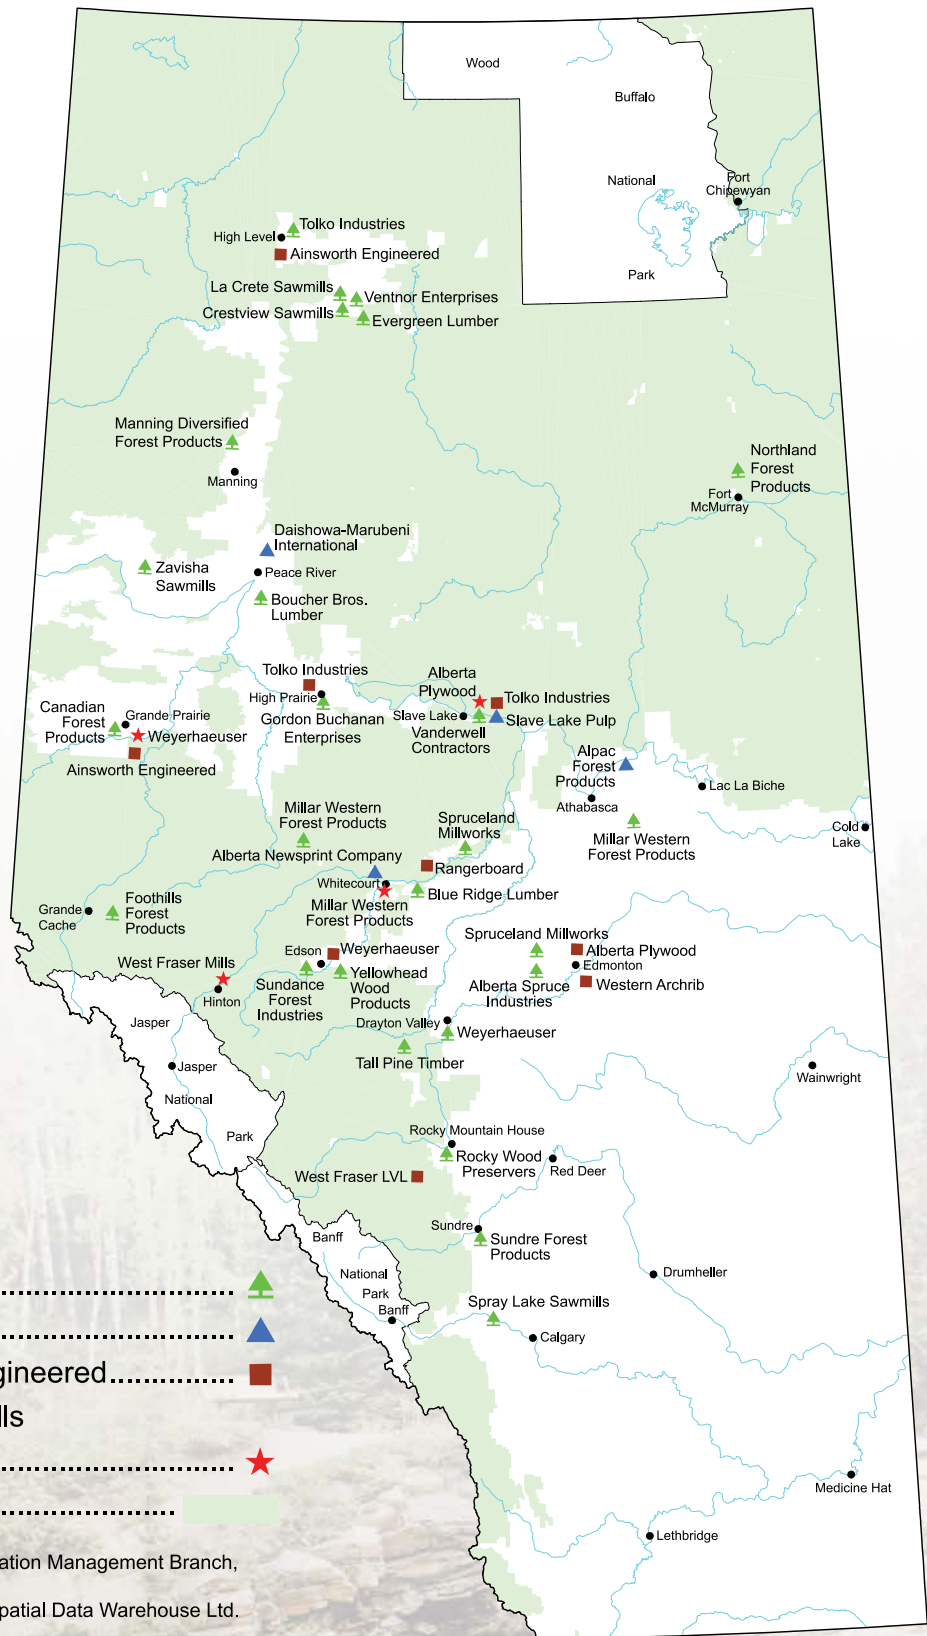 Wood
Buffalo
National
Park
Fort
Chipewyan
High Level
Tolko Industries
Ainsworth Engineered
La Crete Sawmills
Ventnor Enterprises
Crestview Sawmills
Evergreen Lumber
Manning Diversified
Forest Products
Manning
Northland
Forest
Products
Fort
McMurray
Daishowa-Marubeni
International
Peace River
Zavisha
Sawmills
Boucher Bros.
Lumber
Tolko Industries
High Prairie
Gordon Buchanan
Enterprises
Alberta
Plywood
Tolko Industries
Slave Lake
Slave Lake Pulp
Vanderwell
Contractors
Canadian
Forest
Products
Grande Prairie
Weyerhaeuser
Ainsworth Engineered
Alpac
Forest
Products
Athabasca
Lac La Biche
Cold
Lake
Millar Western
Forest Products
Millar Western
Forest Products
Spruceland
Millworks
Alberta Newsprint Company
Rangerboard
Whitecourt
Blue Ridge Lumber
Millar Western
Forest Products
Foothills
Forest
Products
Grande
Cache
West Fraser Mills
Hinton
Edson
Weyerhaeuser
Sundance
Forest
Industries
Yellowhead
Wood
Products
Spruceland Millworks
Alberta Plywood
Edmonton
Alberta Spruce
Industries
Western Archrib
Drayton Valley
Weyerhaeuser
Tall Pine Timber
Jasper
Jasper
National
Park
Wainwright
Rocky Mountain House
Rocky Wood
Preservers
Red Deer
West Fraser LVL
Sundre
Sundre Forest
Products
Banff
National
Park
Banff
Drumheller
Spray Lake Sawmills
Calgary
Medicine Hat
Lethbridge
gineered
lls
ation Management Branch,
patial Data Warehouse Ltd.